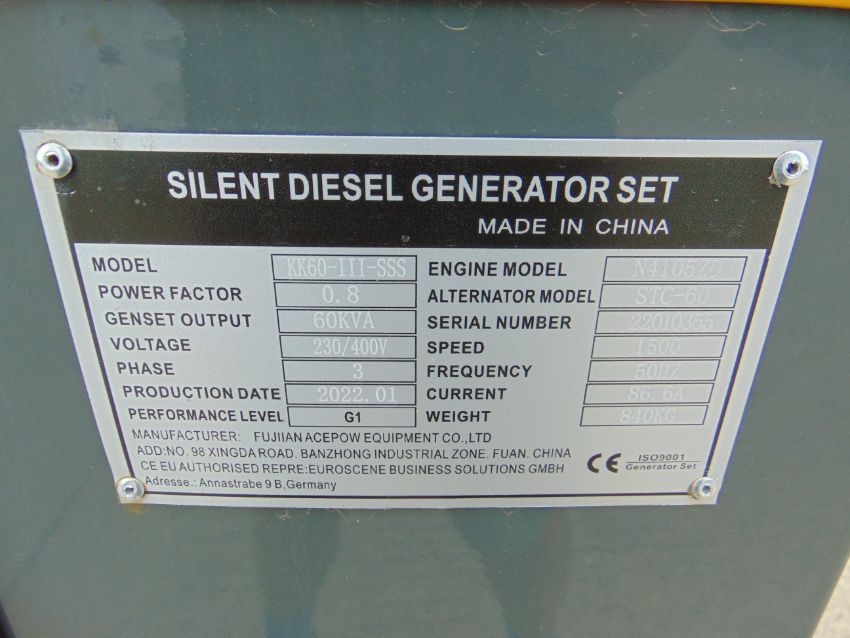 SILENT DIESEL GENERATOR SET
MADE IN CHINA
MODEL KK60-III-SSS
POWER FACTOR 0.8
GENSET OUTPUT 60KVA
VOLTAGE 230/400V
PHASE 3
PRODUCTION DATE 2022.01
PERFORMANCE LEVEL G1
ENGINE MODEL N4105ZD
ALTERNATOR MODEL STC-60
SERIAL NUMBER 22010355
SPEED 1500
FREQUENCY 50HZ
CURRENT 86.6A
WEIGHT 840KG
MANUFACTURER: FUJIIAN ACEPOW EQUIPMENT CO.,LTD
ADD:NO. 98 XINGDA ROAD. BANZHONG INDUSTRIAL ZONE. FUAN. CHINA
CE EU AUTHORISED REPRE:EUROSCENE BUSINESS SOLUTIONS GMBH
Adresse.: Annastrabe 9 B,Germany
CE ISO9001
Generator Set